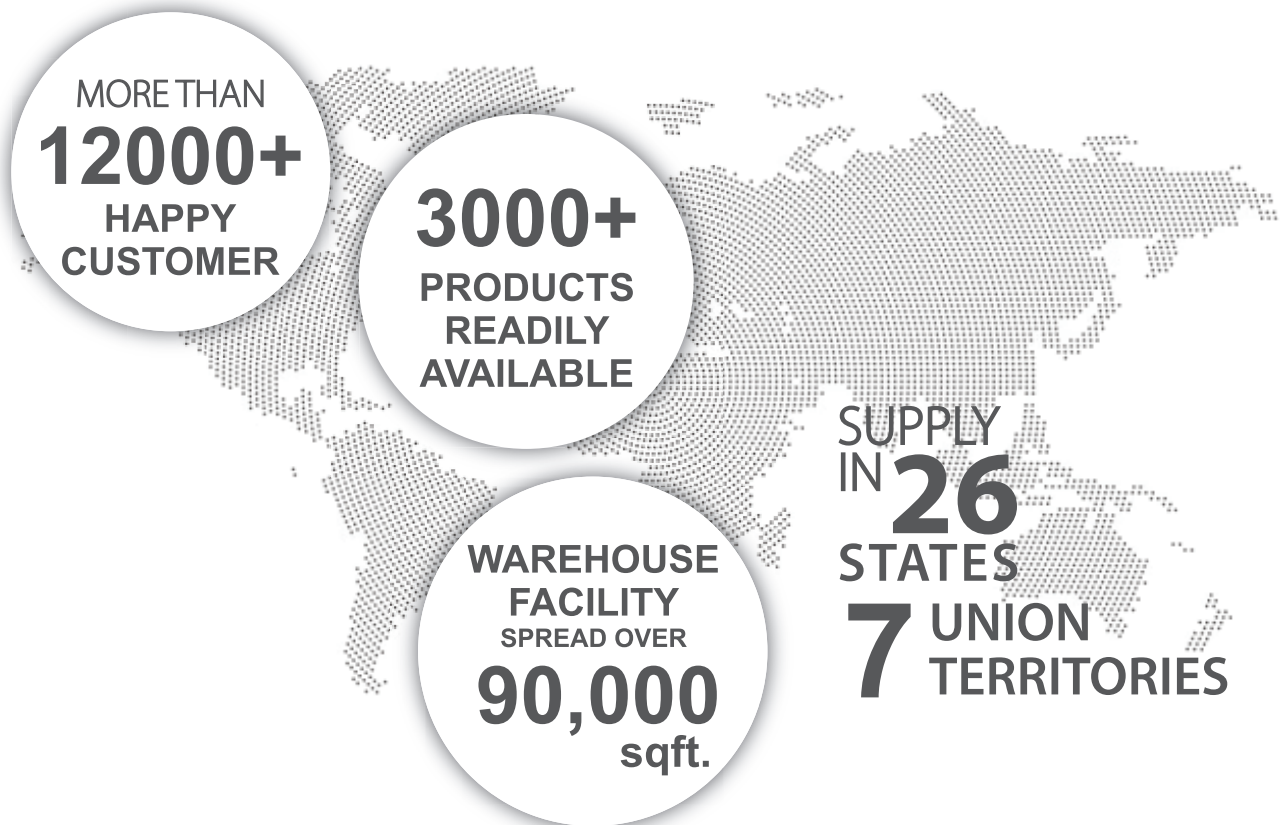 MORE THAN
12000+
HAPPY
CUSTOMER
3000+
PRODUCTS
READILY
AVAILABLE
WAREHOUSE
FACILITY
SPREAD OVER
90,000
sqft.
SUPPLY
IN 26
STATES
7 UNION
TERRITORIES